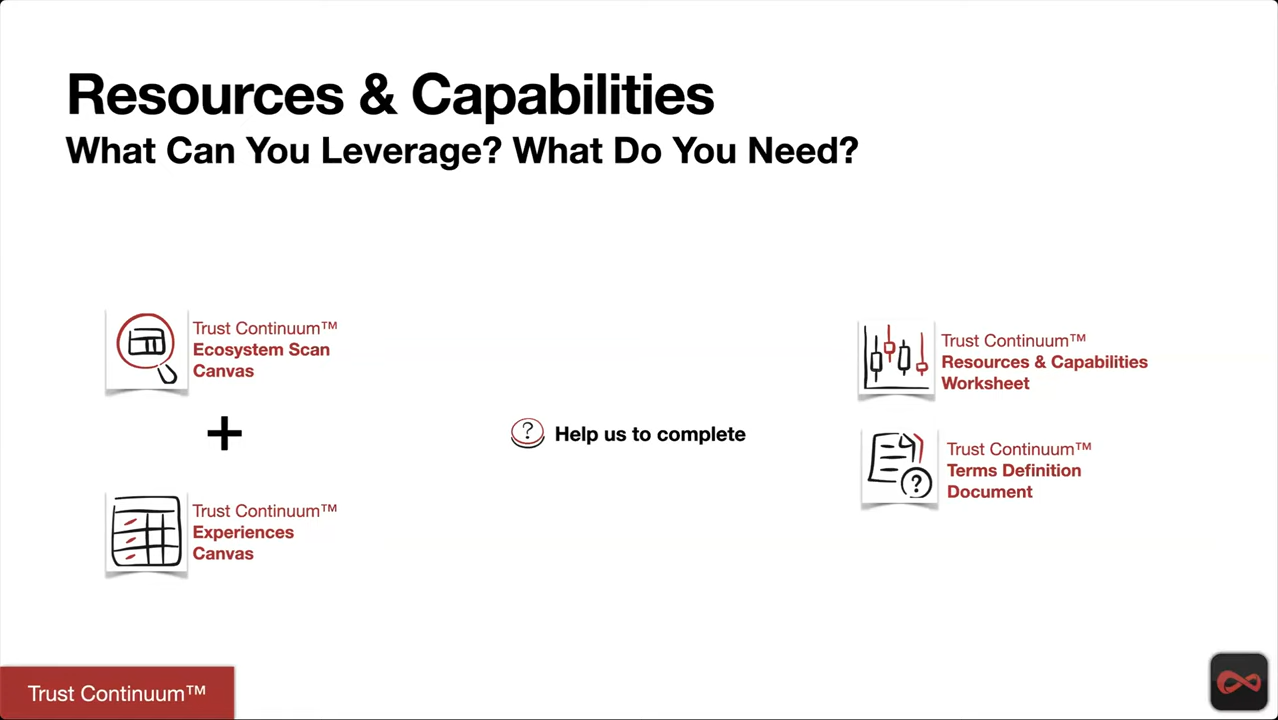 Resources & Capabilities
What Can You Leverage? What Do You Need?
Trust Continuum™
Ecosystem Scan
Canvas
+
Trust Continuum™
Experiences
Canvas
? Help us to complete
Trust Continuum™
Resources & Capabilities
Worksheet
?
Trust Continuum™
Terms Definition
Document
Trust Continuum™